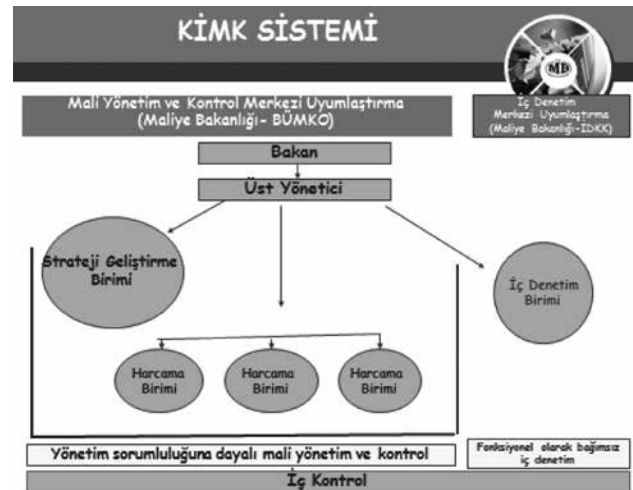 KİMK SİSTEMİ
MB
Mali Yönetim ve Kontrol Merkezi Uyumlaştırma
(Maliye Bakanlığı- BÜMKO)
İç Denetim
Merkezi Uyumlaştırma
(Maliye Bakanlığı-İDKK)
Bakan
Üst Yönetici
Strateji Geliştirme
Birimi
İç Denetim
Birimi
Harcama
Birimi
Harcama
Birimi
Harcama
Birimi
Yönetim sorumluluğuna dayalı mali yönetim ve kontrol
Fonksiyonel olarak bağımsız
iç denetim
İç Kontrol